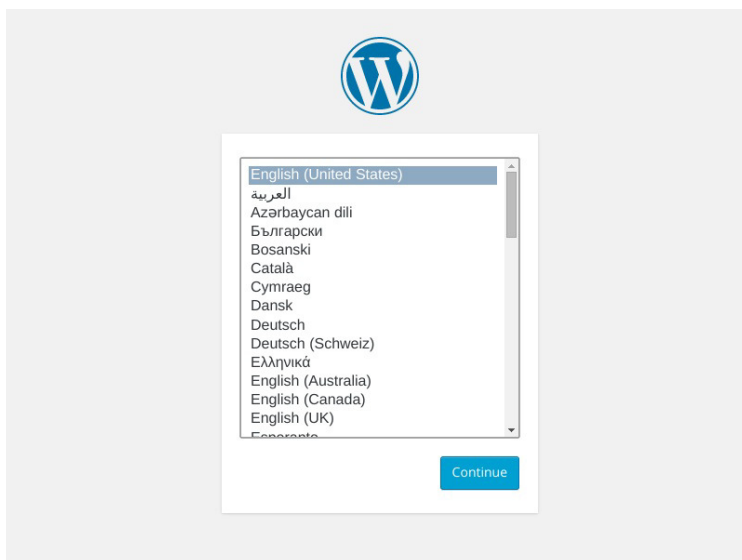 English (United States)
العربية
Azərbaycan dili
Български
Bosanski
Català
Cymraeg
Dansk
Deutsch
Deutsch (Schweiz)
Ελληνικά
English (Australia)
English (Canada)
English (UK)
Esperanto
Continue